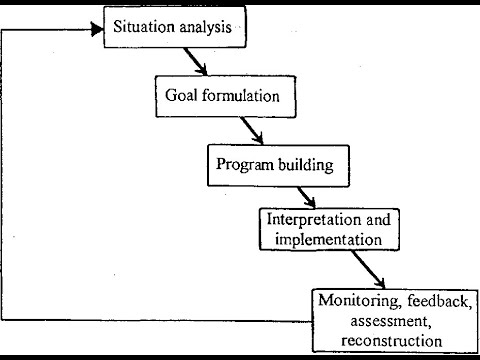 Situation analysis
Goal formulation
Program building
Interpretation and
implementation
Monitoring, feedback,
assessment,
reconstruction